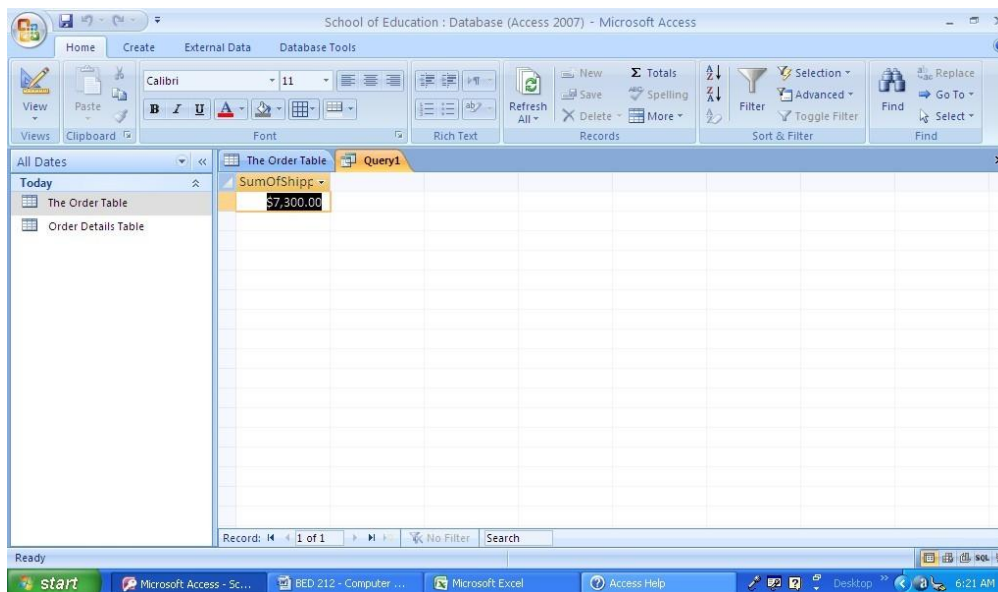 School of Education : Database (Access 2007) - Microsoft Access
Home Create External Data Database Tools
View
Views
Paste
Clipboard
Calibri 11
B I U A
Font
Rich Text
Refresh All
New
Save
Delete
Σ Totals
Spelling
More
Records
Filter
Selection
Advanced
Toggle Filter
Sort & Filter
Find
Replace
Go To
Select
Find
All Dates
Today
The Order Table
Order Details Table
The Order Table Query1
SumOfShipp
$7,300.00
Record: 1 of 1 No Filter Search
Ready SQL
start Microsoft Access - Sc... BED 212 - Computer ... Microsoft Excel Access Help Desktop 6:21 AM